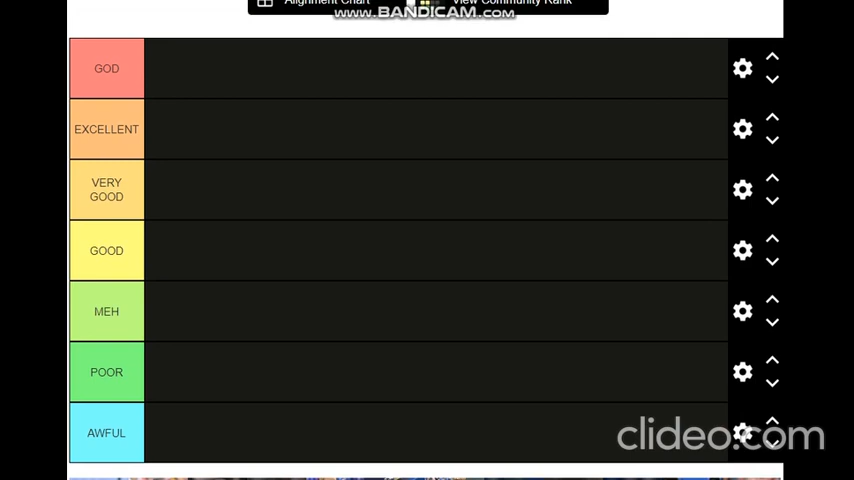 Alignment Chart View Community Rank
WWW.BANDICAM.COM
GOD
EXCELLENT
VERY
GOOD
GOOD
MEH
POOR
AWFUL
clideo.com